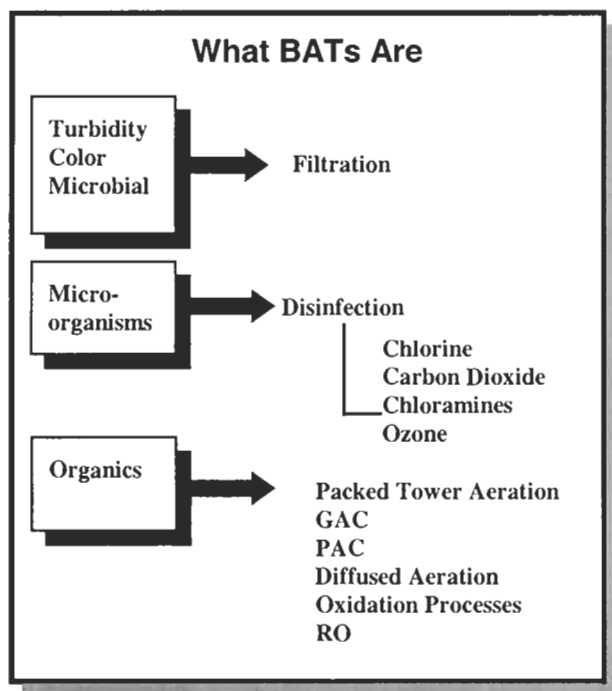 What BATs Are
Turbidity
Color
Microbial
Filtration
Micro-
organisms
Disinfection
Chlorine
Carbon Dioxide
Chloramines
Ozone
Organics
Packed Tower Aeration
GAC
PAC
Diffused Aeration
Oxidation Processes
RO